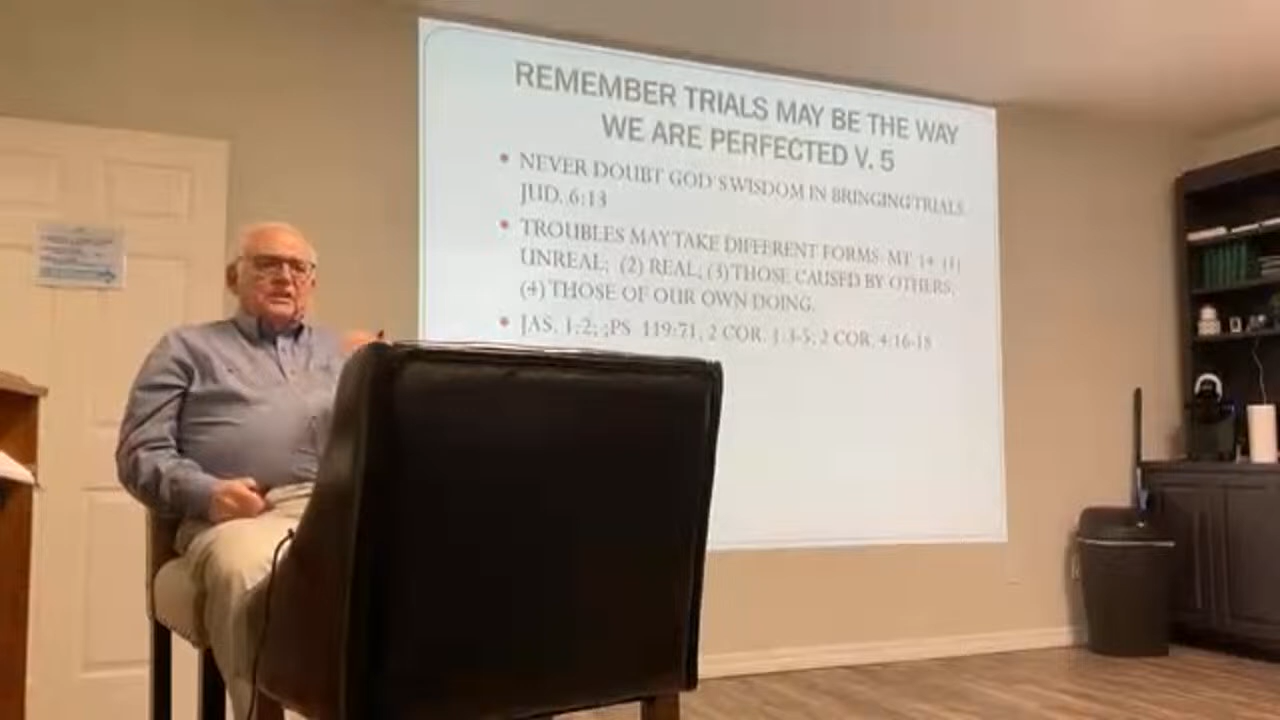 REMEMBER TRIALS MAY BE THE WAY
WE ARE PERFECTED V. 5
• NEVER DOUBT GOD'S WISDOM IN BRINGING TRIALS.
JUD. 6:13
• TROUBLES MAY TAKE DIFFERENT FORMS: MT 14 (1)
UNREAL; (2) REAL; (3) THOSE CAUSED BY OTHERS;
(4) THOSE OF OUR OWN DOING.
• JAS. 1:2; ;PS 119:71; 2 COR. 1:3-5; 2 COR. 4:16-18